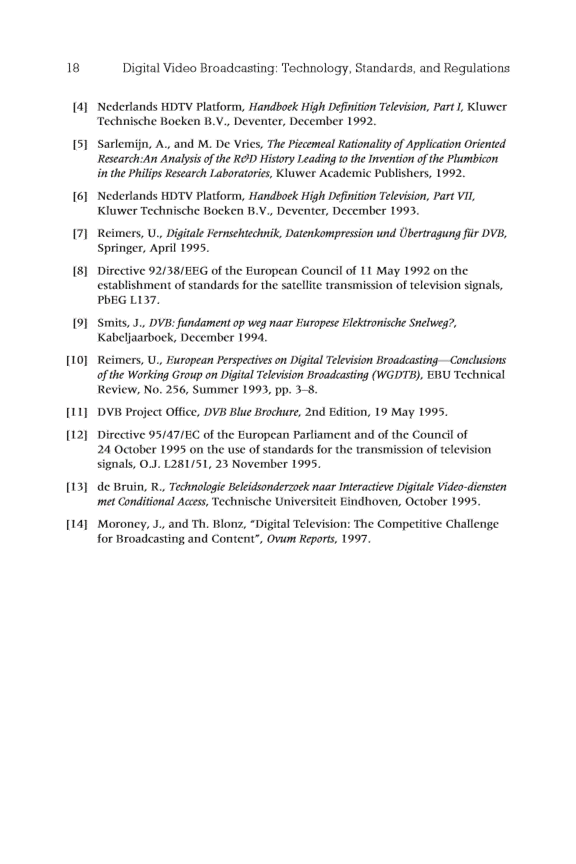 18 Digital Video Broadcasting: Technology, Standards, and Regulations
[4] Nederlands HDTV Platform, Handboek High Definition Television, Part I, Kluwer
Technische Boeken B.V., Deventer, December 1992.
[5] Sarlemijn, A., and M. De Vries, The Piecemeal Rationality of Application Oriented
Research:An Analysis of the R&D History Leading to the Invention of the Plumbicon
in the Philips Research Laboratories, Kluwer Academic Publishers, 1992.
[6] Nederlands HDTV Platform, Handboek High Definition Television, Part VII,
Kluwer Technische Boeken B.V., Deventer, December 1993.
[7] Reimers, U., Digitale Fernsehtechnik, Datenkompression und Übertragung für DVB,
Springer, April 1995.
[8] Directive 92/38/EEG of the European Council of 11 May 1992 on the
establishment of standards for the satellite transmission of television signals,
PbEG L137.
[9] Smits, J., DVB: fundament op weg naar Europese Elektronische Snelweg?,
Kabeljaarboek, December 1994.
[10] Reimers, U., European Perspectives on Digital Television Broadcasting—Conclusions
of the Working Group on Digital Television Broadcasting (WGDTB), EBU Technical
Review, No. 256, Summer 1993, pp. 3–8.
[11] DVB Project Office, DVB Blue Brochure, 2nd Edition, 19 May 1995.
[12] Directive 95/47/EC of the European Parliament and of the Council of
24 October 1995 on the use of standards for the transmission of television
signals, O.J. L281/51, 23 November 1995.
[13] de Bruin, R., Technologie Beleidsonderzoek naar Interactieve Digitale Video-diensten
met Conditional Access, Technische Universiteit Eindhoven, October 1995.
[14] Moroney, J., and Th. Blonz, "Digital Television: The Competitive Challenge
for Broadcasting and Content", Ovum Reports, 1997.